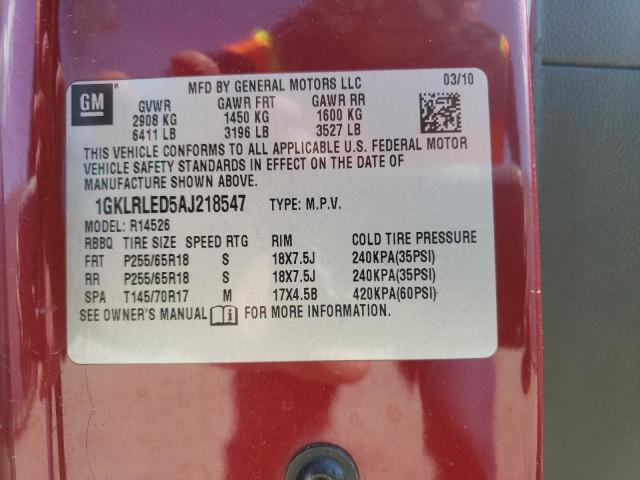 GM
MFD BY GENERAL MOTORS LLC 03/10
GVWR GAWR FRT GAWR RR
2908 KG 1450 KG 1600 KG
6411 LB 3196 LB 3527 LB
THIS VEHICLE CONFORMS TO ALL APPLICABLE U.S. FEDERAL MOTOR
VEHICLE SAFETY STANDARDS IN EFFECT ON THE DATE OF
MANUFACTURE SHOWN ABOVE.
1GKLRLED5AJ218547 TYPE: M.P.V.
MODEL: R14526
RBBQ TIRE SIZE SPEED RTG RIM COLD TIRE PRESSURE
FRT P255/65R18 S 18X7.5J 240KPA(35PSI)
RR P255/65R18 S 18X7.5J 240KPA(35PSI)
SPA T145/70R17 M 17X4.5B 420KPA(60PSI)
SEE OWNER'S MANUAL FOR MORE INFORMATION.